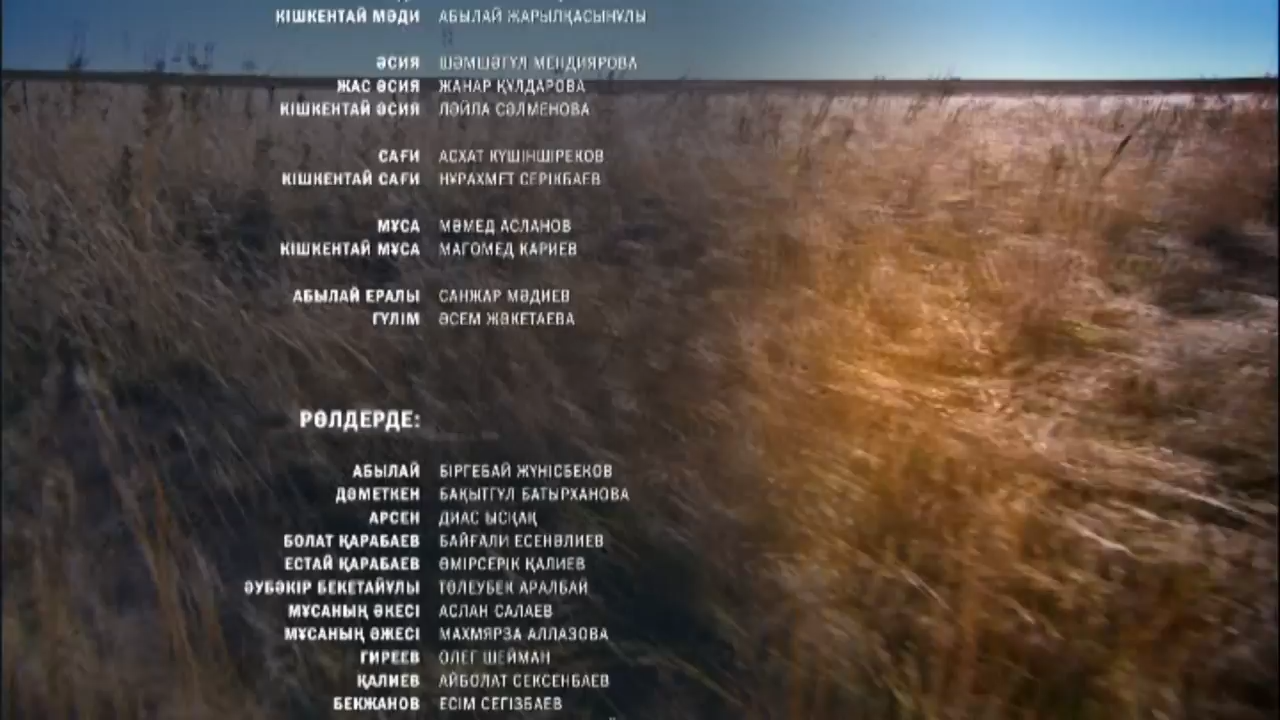 КІШКЕНТАЙ МӘДИ АБЫЛАЙ ЖАРЫЛҚАСЫНҰЛЫ
ӘСИЯ ШӘМШӘГҮЛ МЕНДИЯРОВА
ЖАС ӘСИЯ ЖАНАР ҚҰЛДАРОВА
КІШКЕНТАЙ ӘСИЯ ЛӘЙЛА СӘЛМЕНОВА
САҒИ АСХАТ КҮШІНШІРЕКОВ
КІШКЕНТАЙ САҒИ НҰРАХМЕТ СЕРІКБАЕВ
МҰСА МӘМЕД АСЛАНОВ
КІШКЕНТАЙ МҰСА МАГОМЕД КАРИЕВ
АБЫЛАЙ ЕРАЛЫ САНЖАР МӘДИЕВ
ГҮЛІМ ӘСЕМ ЖӘКЕТАЕВА
РӨЛДЕРДЕ:
АБЫЛАЙ БІРГЕБАЙ ЖҮНІСБЕКОВ
ДӘМЕТКЕН БАҚЫТГҮЛ БАТЫРХАНОВА
АРСЕН ДИАС ЫСҚАҚ
БОЛАТ ҚАРАБАЕВ БАЙҒАЛИ ЕСЕНӘЛИЕВ
ЕСТАЙ ҚАРАБАЕВ ӨМІРСЕРІК ҚАЛИЕВ
ӘУБӘКІР БЕКЕТАЙҰЛЫ ТӨЛЕУБЕК АРАЛБАЙ
МҰСАНЫҢ ӘКЕСІ АСЛАН САЛАЕВ
МҰСАНЫҢ ӘЖЕСІ МАХМЯРЗА АЛЛАЗОВА
ГИРЕЕВ ОЛЕГ ШЕЙМАН
ҚАЛИЕВ АЙБОЛАТ СЕКСЕНБАЕВ
БЕКЖАНОВ ЕСІМ СЕГІЗБАЕВ